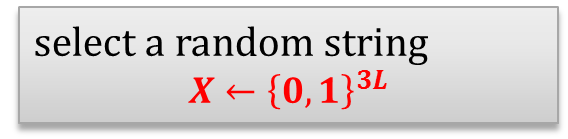 select a random string
X ← {0, 1}^{3L}